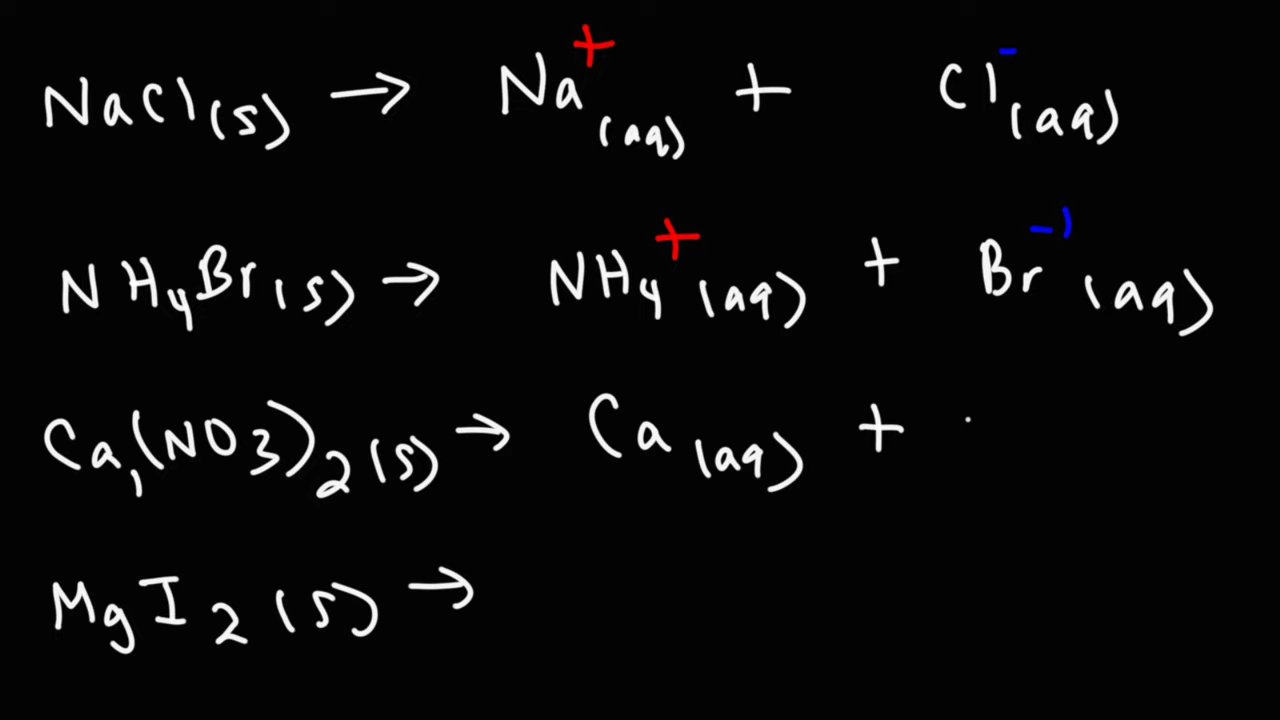 NaCl(s) → Na⁺(aq) + Cl⁻(aq)
NH₄Br(s) → NH₄⁺(aq) + Br⁻¹(aq)
Ca₁(NO₃)₂(s) → Ca(aq) +
MgI₂(s) →